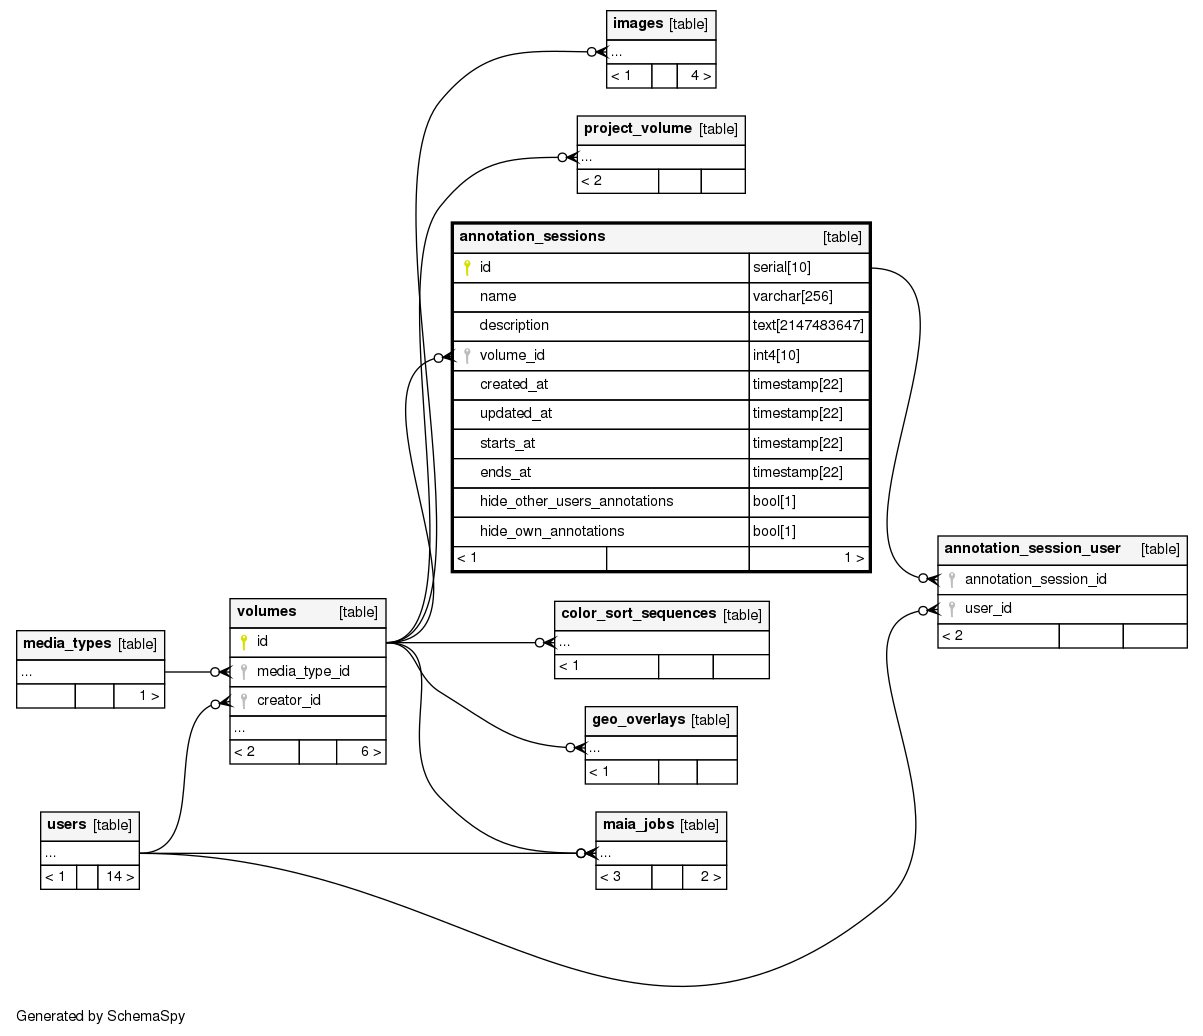 images [table]
...
< 1 4 >
project_volume [table]
...
< 2
annotation_sessions [table]
id serial[10]
name varchar[256]
description text[2147483647]
volume_id int4[10]
created_at timestamp[22]
updated_at timestamp[22]
starts_at timestamp[22]
ends_at timestamp[22]
hide_other_users_annotations bool[1]
hide_own_annotations bool[1]
< 1 1 >
annotation_session_user [table]
annotation_session_id
user_id
< 2
volumes [table]
id
media_type_id
creator_id
...
< 2 6 >
media_types [table]
...
1 >
color_sort_sequences [table]
...
< 1
geo_overlays [table]
...
< 1
users [table]
...
< 1 14 >
maia_jobs [table]
...
< 3 2 >
Generated by SchemaSpy